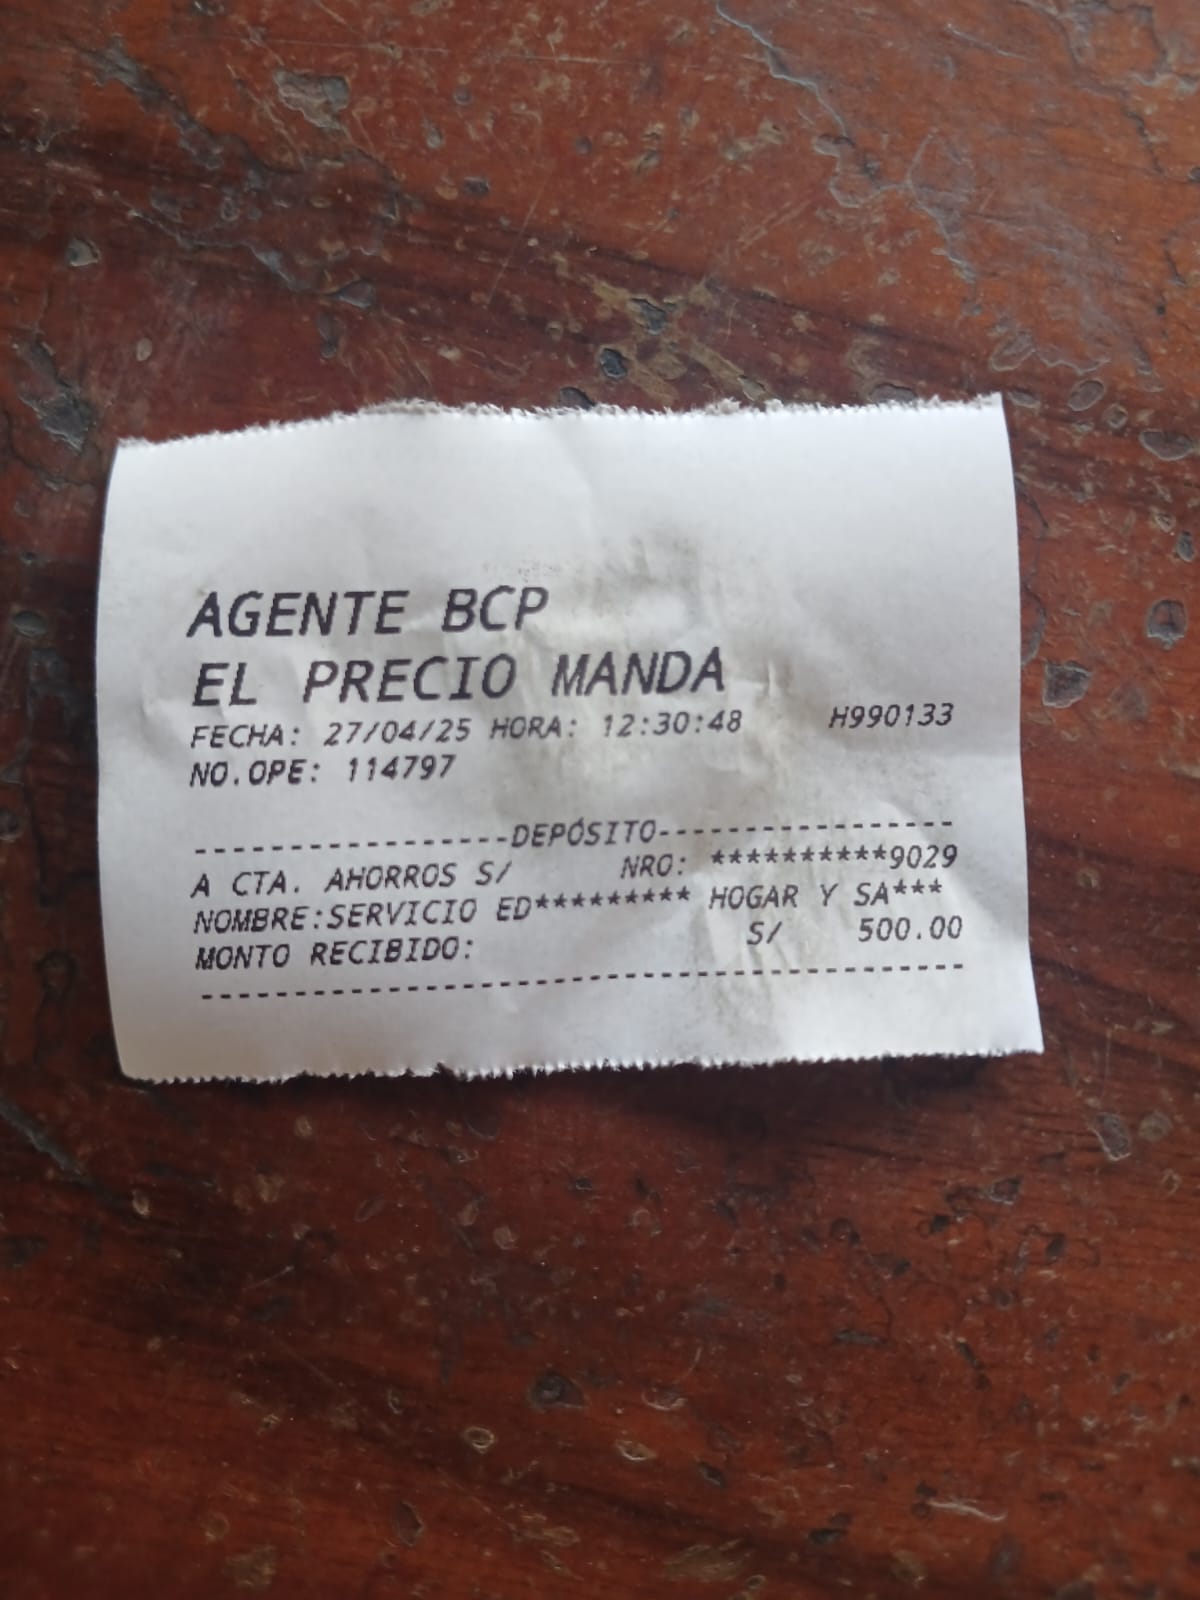 AGENTE BCP
EL PRECIO MANDA
FECHA: 27/04/25 HORA: 12:30:48 H990133
NO.OPE: 114797
-----------------DEPÓSITO-----------------
A CTA. AHORROS S/ NRO: **********9029
NOMBRE:SERVICIO ED********* HOGAR Y SA***
MONTO RECIBIDO: S/ 500.00
-----------------------------------------